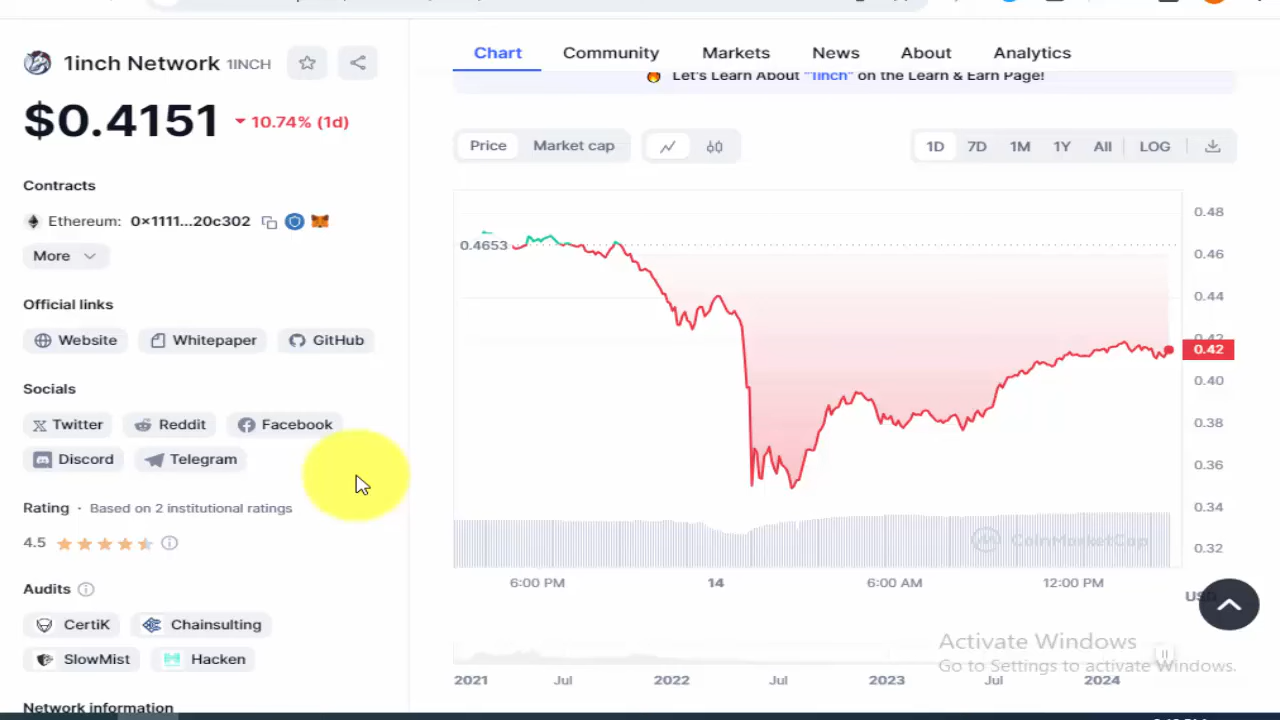 1inch Network 1INCH
$0.4151 10.74% (1d)
Contracts
Ethereum: 0x1111...20c302
More
Official links
Website Whitepaper GitHub
Socials
Twitter Reddit Facebook
Discord Telegram
Rating · Based on 2 institutional ratings
4.5
Audits
CertiK Chainsulting
SlowMist Hacken
Network information
Chart Community Markets News About Analytics
Let's Learn About "1inch" on the Learn & Earn Page!
Price Market cap
1D 7D 1M 1Y All LOG
0.4653
0.48
0.46
0.44
0.42
0.42
0.40
0.38
0.36
0.34
0.32
CoinMarketCap
6:00 PM 14 6:00 AM 12:00 PM
USD
Activate Windows
Go to Settings to activate Windows.
2021 Jul 2022 Jul 2023 Jul 2024